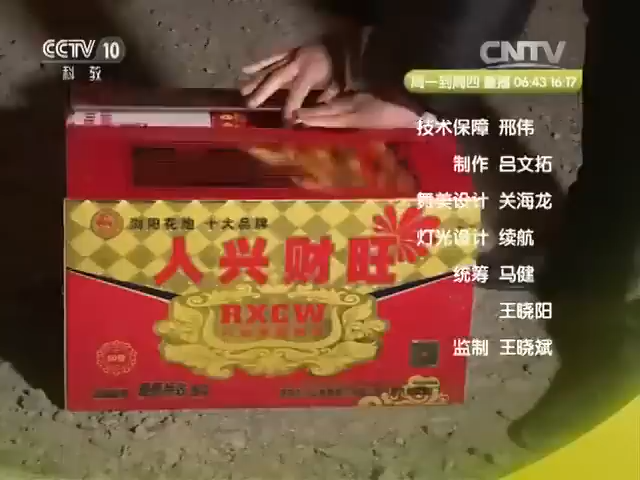 CCTV 10
科教
CNTV
周一到周四 重播 06:43 16:17
技术保障 邢伟
制作 吕文拓
舞美设计 关海龙
灯光设计 续航
统筹 马健
王晓阳
监制 王晓斌
浏阳花炮 十大品牌
人兴财旺
RXCW